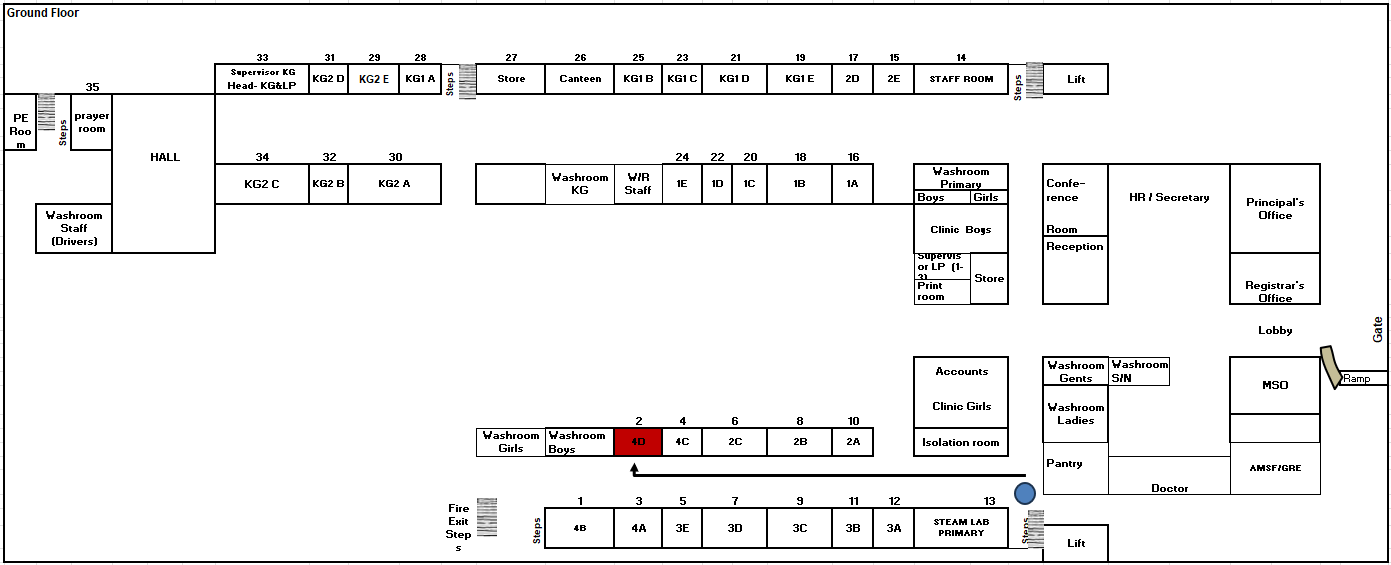 Ground Floor
33 31 29 28 27 26 25 23 21 19 17 15 14
Supervisor KG
Head- KG&LP
KG2 D
KG2 E
KG1 A
Steps
Store
Canteen
KG1 B
KG1 C
KG1 D
KG1 E
2D
2E
STAFF ROOM
Steps
Lift
PE
Roo
m
Steps
35
prayer
room
HALL
34 32 30
KG2 C
KG2 B
KG2 A
Washroom
KG
W/R
Staff
24 22 20 18 16
1E
1D
1C
1B
1A
Washroom
Primary
Boys
Girls
Clinic Boys
Supervis
or LP (1-
3)
Print
room
Store
Confe-
rence
Room
Reception
HR / Secretary
Principal's
Office
Registrar's
Office
Washroom
Staff
(Drivers)
Lobby
Gate
Ramp
Accounts
Clinic Girls
Isolation room
Washroom
Gents
Washroom
S/N
Washroom
Ladies
Pantry
Doctor
MSO
AMSF/GRE
2 4 6 8 10
Washroom
Girls
Washroom
Boys
4D
4C
2C
2B
2A
Fire
Exit
Step
s
Steps
1 3 5 7 9 11 12 13
4B
4A
3E
3D
3C
3B
3A
STEAM LAB
PRIMARY
Steps
Lift